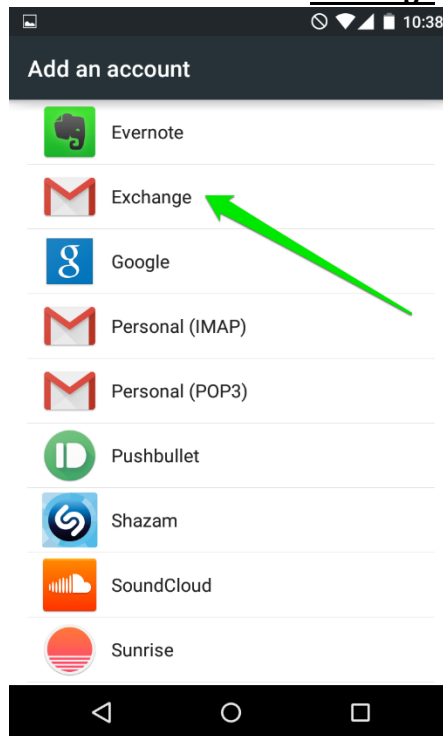 10:38
Add an account
Evernote
Exchange
g Google
Personal (IMAP)
Personal (POP3)
Pushbullet
Shazam
SoundCloud
Sunrise